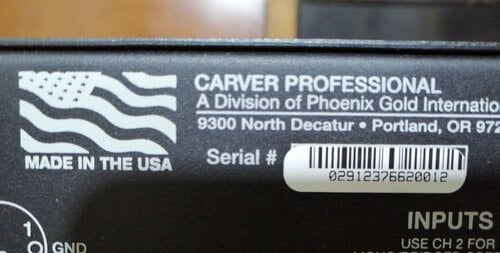 CARVER PROFESSIONAL
A Division of Phoenix Gold Internatio
9300 North Decatur • Portland, OR 972
MADE IN THE USA
Serial #
02912376620012
1
GND
INPUTS
USE CH 2 FOR